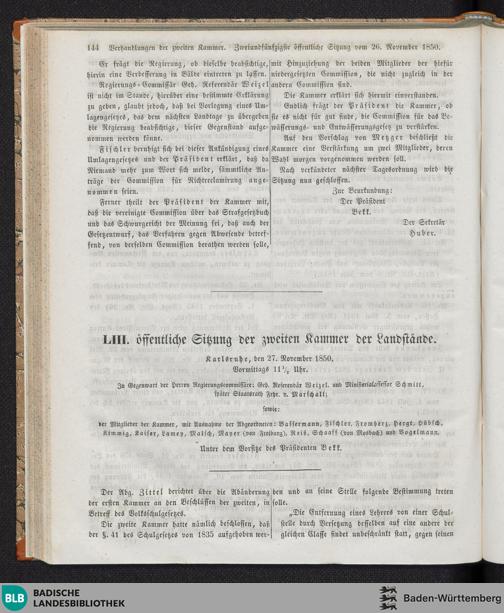 144 Verhandlungen der zweiten Kammer. Zweiundfünfzigste öffentliche Sitzung vom 26. November 1850.
Er frägt die Regierung, ob dieselbe beabsichtige,
hierin eine Verbesserung in Bälde eintreten zu lassen.
Regierungs-Commissär Geh. Referendär Weizel
ist nicht im Stande, hierüber eine bestimmte Erklärung
zu geben, glaubt jedoch, daß bei Vorlegung eines Um-
lagengesetzes, das dem nächsten Landtage zu übergeben
die Regierung beabsichtige, dieser Gegenstand aufge-
nommen werden könne.
Fischler beruhigt sich bei dieser Ankündigung eines
Umlagengesetzes und der Präsident erklärt, daß da
Niemand mehr zum Wort sich melde, sämmtliche An-
träge der Commission für Richterclamirung ange-
nommen seien.
Ferner theilt der Präsident der Kammer mit,
daß die vereinigte Commission über das Strafgesetzbuch
und das Schwurgericht der Meinung sei, daß auch der
Gesetzentwurf, das Verfahren gegen Abwesende betref-
fend, von derselben Commission berathen werden solle,
mit Hinzuziehung der beiden Mitglieder der hiefür
niedergesetzten Commission, die nicht zugleich in der
andern Commission sind.
Die Kammer erklärt sich hiermit einverstanden.
Endlich frägt der Präsident die Kammer, ob
sie es nicht für gut finde, die Commission für das Be-
wässerungs- und Entwässerungsgesetz zu verstärken.
Auf den Vorschlag von Metzger beschließt die
Kammer eine Verstärkung um zwei Mitglieder, deren
Wahl morgen vorgenommen werden soll.
Nach verkündeter nächster Tagesordnung wird die
Sitzung nun geschlossen.
Zur Beurkundung:
Der Präsident
Bekk.
Der Sekretär
Huber.
LIII. öffentliche Sitzung der zweiten Kammer der Landstände.
Karlsruhe, den 27. November 1850,
Vormittags 11½ Uhr.
In Gegenwart der Herren Regierungscommissäre: Geh. Referendär Weizel und Ministerialassessor Schmitt,
später Staatsrath Frhr. v. Marschall;
sowie:
der Mitglieder der Kammer, mit Ausnahme der Abgeordneten: Bassermann, Fischler, Fromherz, Hergt, Hübsch,
Kimmig, Kaiser, Lamey, Malsch, Mayer (von Freiburg), Reis, Schaaff (von Mosbach) und Vogelmann.
Unter dem Vorsitze des Präsidenten Bekk.
Der Abg. Zittel berichtet über die Abänderung
der ersten Kammer an den Beschlüssen der zweiten, in
Betreff des Volksschulgesetzes.
Die zweite Kammer hatte nämlich beschlossen, daß
der §. 41 des Schulgesetzes von 1835 aufgehoben wer-
den und an seine Stelle folgende Bestimmung treten
solle.
„Die Entfernung eines Lehrers von einer Schul-
stelle durch Versetzung desselben auf eine andere der
gleichen Classe findet unbeschränkt statt, gegen seinen
BLB BADISCHE
LANDESBIBLIOTHEK
Baden-Württemberg